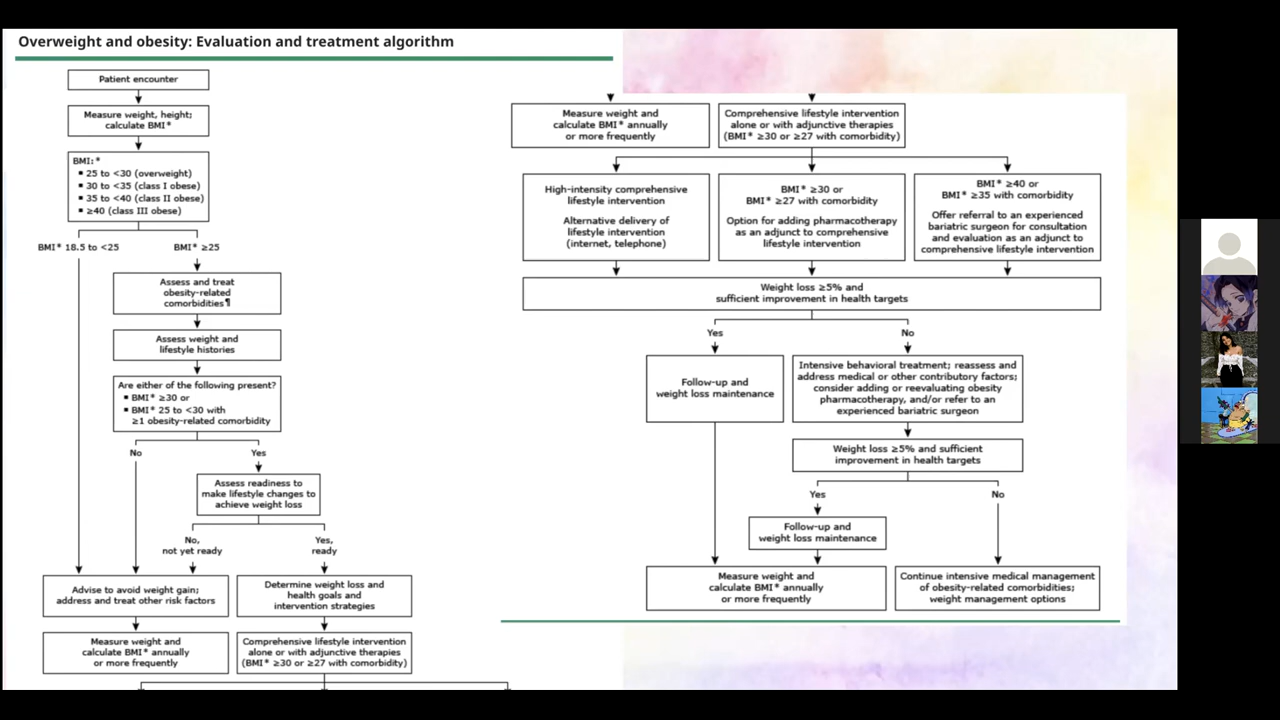 Overweight and obesity: Evaluation and treatment algorithm
Patient encounter
Measure weight, height;
calculate BMI*
BMI:*
▪ 25 to <30 (overweight)
▪ 30 to <35 (class I obese)
▪ 35 to <40 (class II obese)
▪ ≥40 (class III obese)
BMI* 18.5 to <25
BMI* ≥25
Assess and treat
obesity-related
comorbidities¶
Assess weight and
lifestyle histories
Are either of the following present?
▪ BMI* ≥30 or
▪ BMI* 25 to <30 with
≥1 obesity-related comorbidity
No
Yes
Assess readiness to
make lifestyle changes to
achieve weight loss
No,
not yet ready
Yes,
ready
Advise to avoid weight gain;
address and treat other risk factors
Determine weight loss and
health goals and
intervention strategies
Measure weight and
calculate BMI* annually
or more frequently
Comprehensive lifestyle intervention
alone or with adjunctive therapies
(BMI* ≥30 or ≥27 with comorbidity)
Measure weight and
calculate BMI* annually
or more frequently
Comprehensive lifestyle intervention
alone or with adjunctive therapies
(BMI* ≥30 or ≥27 with comorbidity)
High-intensity comprehensive
lifestyle intervention
Alternative delivery of
lifestyle intervention
(internet, telephone)
BMI* ≥30 or
BMI* ≥27 with comorbidity
Option for adding pharmacotherapy
as an adjunct to comprehensive
lifestyle intervention
BMI* ≥40 or
BMI* ≥35 with comorbidity
Offer referral to an experienced
bariatric surgeon for consultation
and evaluation as an adjunct to
comprehensive lifestyle intervention
Weight loss ≥5% and
sufficient improvement in health targets
Yes
No
Follow-up and
weight loss maintenance
Intensive behavioral treatment; reassess and
address medical or other contributory factors;
consider adding or reevaluating obesity
pharmacotherapy, and/or refer to an
experienced bariatric surgeon
Weight loss ≥5% and sufficient
improvement in health targets
Yes
No
Follow-up and
weight loss maintenance
Measure weight and
calculate BMI* annually
or more frequently
Continue intensive medical management
of obesity-related comorbidities;
weight management options